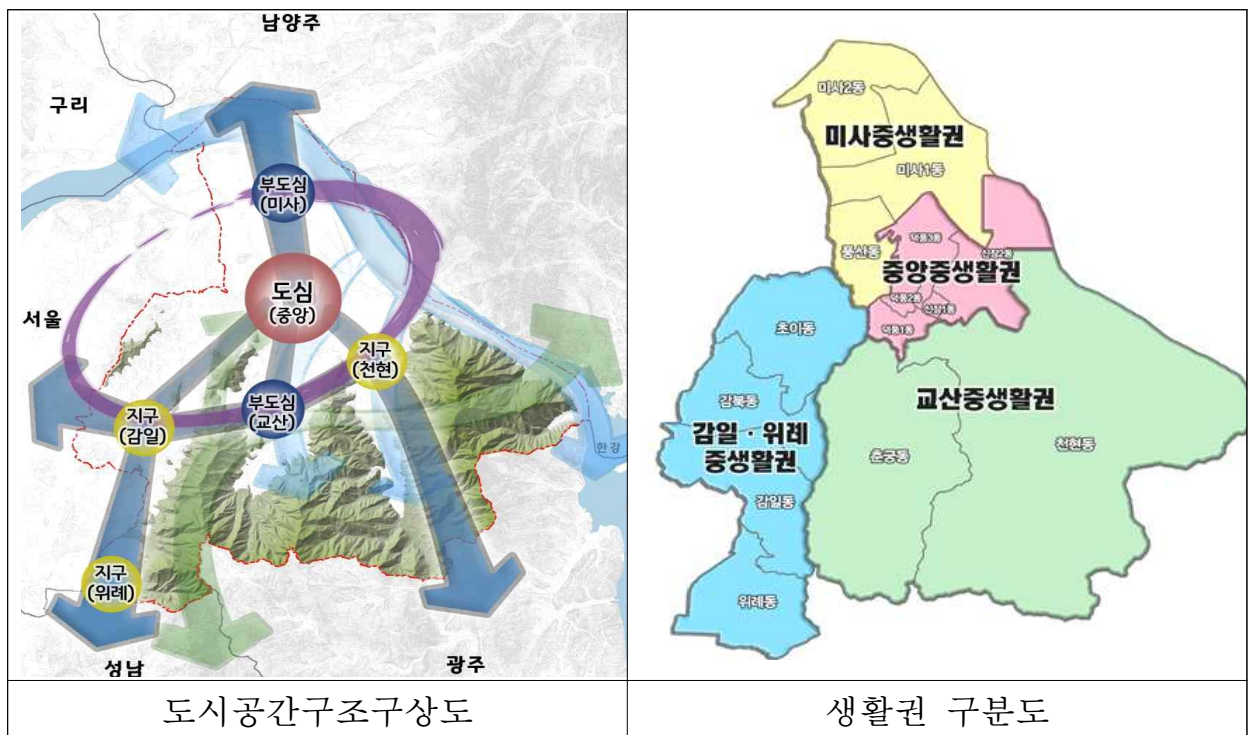 남양주
구리
부도심
(미사)
도심
(중앙)
서울
지구
(천현)
부도심
(교산)
지구
(감일)
한강
지구
(위례)
성남
광주
도시공간구조구상도
미사2동
미사중생활권
미사1동
덕풍3동
풍산동
신장2동
중앙중생활권
덕풍2동
신장1동
덕풍1동
초이동
교산중생활권
감북동
감일 · 위례
중생활권
춘궁동
천현동
감일동
위례동
생활권 구분도